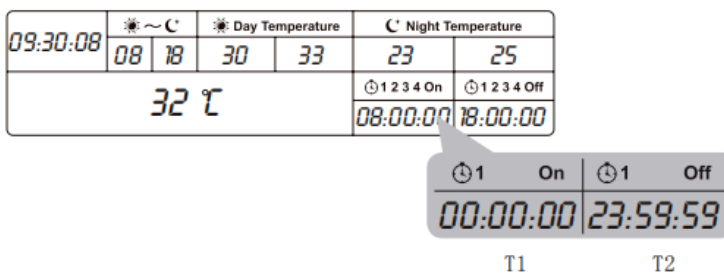 09:30:08 ~ Day Temperature Night Temperature
08 18 30 33 23 25
32 ℃ 1 2 3 4 On 1 2 3 4 Off
08:00:00 18:00:00
1 On 1 Off
00:00:00 23:59:59
T1 T2